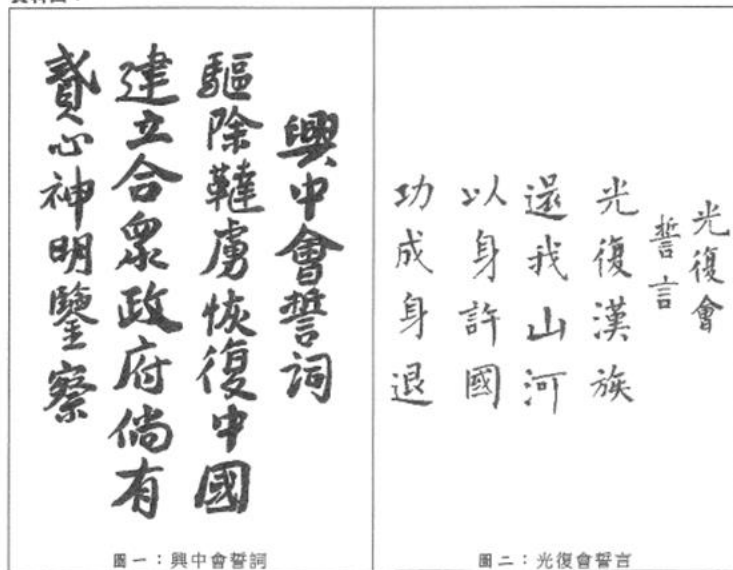 興中會誓詞
驅除韃虜恢復中國
建立合眾政府倘有
貳心神明鑒察
圖一：興中會誓詞
光復會
誓言
光復漢族
還我山河
以身許國
功成身退
圖二：光復會誓言